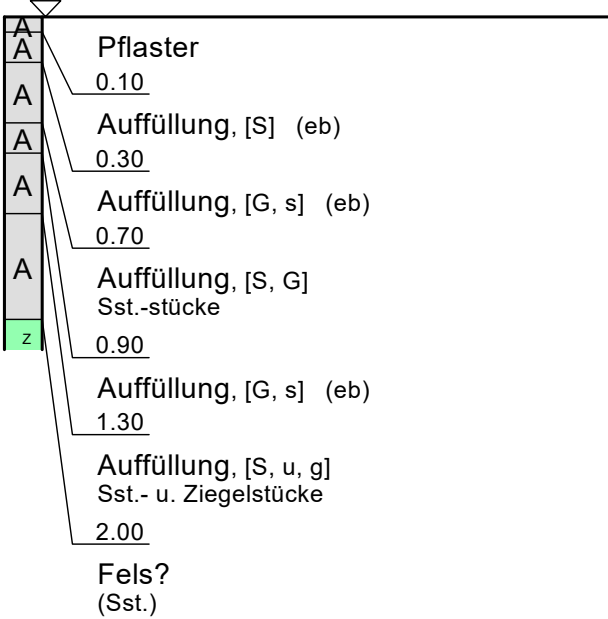 A
A
Pflaster
0.10
A
Auffüllung, [S] (eb)
A
0.30
A
Auffüllung, [G, s] (eb)
0.70
A
Auffüllung, [S, G]
Sst.-stücke
z
0.90
Auffüllung, [G, s] (eb)
1.30
Auffüllung, [S, u, g]
Sst.- u. Ziegelstücke
2.00
Fels?
(Sst.)